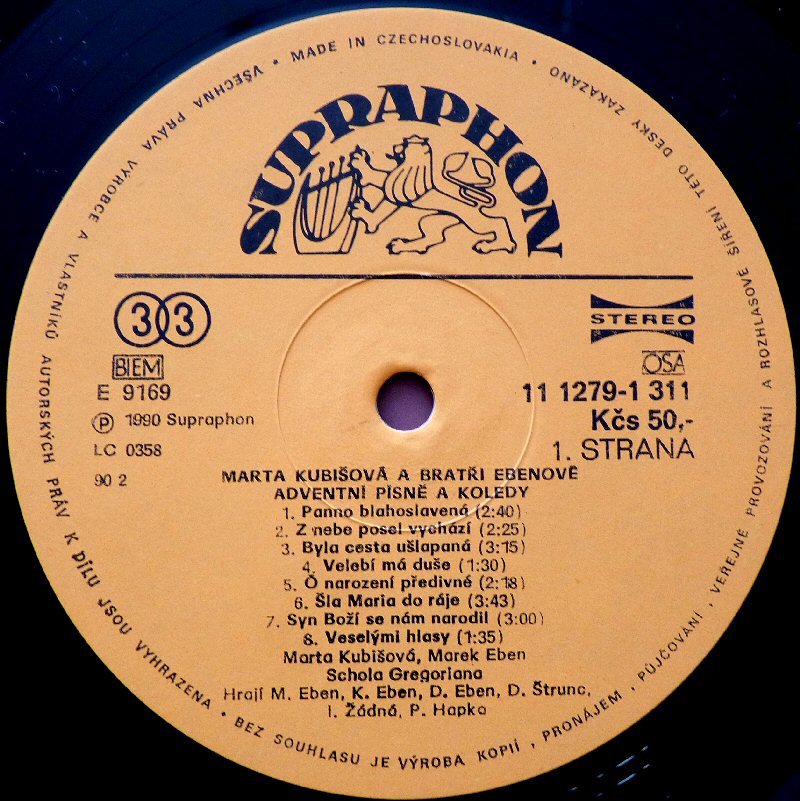 VŠECHNA PRÁVA VÝROBCE A VLASTNÍKŮ AUTORSKÝCH PRÁV K DÍLU JSOU VYHRAZENA • BEZ SOUHLASU JE VÝROBA KOPIÍ, PRONÁJEM, PŮJČOVÁNÍ, VEŘEJNÉ PROVOZOVÁNÍ A ROZHLASOVÉ ŠÍŘENÍ TÉTO DESKY ZAKÁZÁNO • MADE IN CZECHOSLOVAKIA •
SUPRAPHON
33
STEREO
BIEM
OSA
E 9169
11 1279-1 311
Ⓟ 1990 Supraphon
Kčs 50,-
LC 0358
1. STRANA
90 2
MARTA KUBIŠOVÁ A BRATŘI EBENOVÉ
ADVENTNÍ PÍSNĚ A KOLEDY
1. Panno blahoslavená (2:40)
2. Z nebe posel vychází (2:25)
3. Byla cesta ušlapaná (3:15)
4. Velebí má duše (1:30)
5. Ó narození předivné (2:18)
6. Šla Maria do ráje (3:43)
7. Syn Boží se nám narodil (3:00)
8. Veselými hlasy (1:35)
Marta Kubišová, Marek Eben
Schola Gregoriana
Hrají M. Eben, K. Eben, D. Eben, D. Štrunc,
I. Žádná, P. Hapka